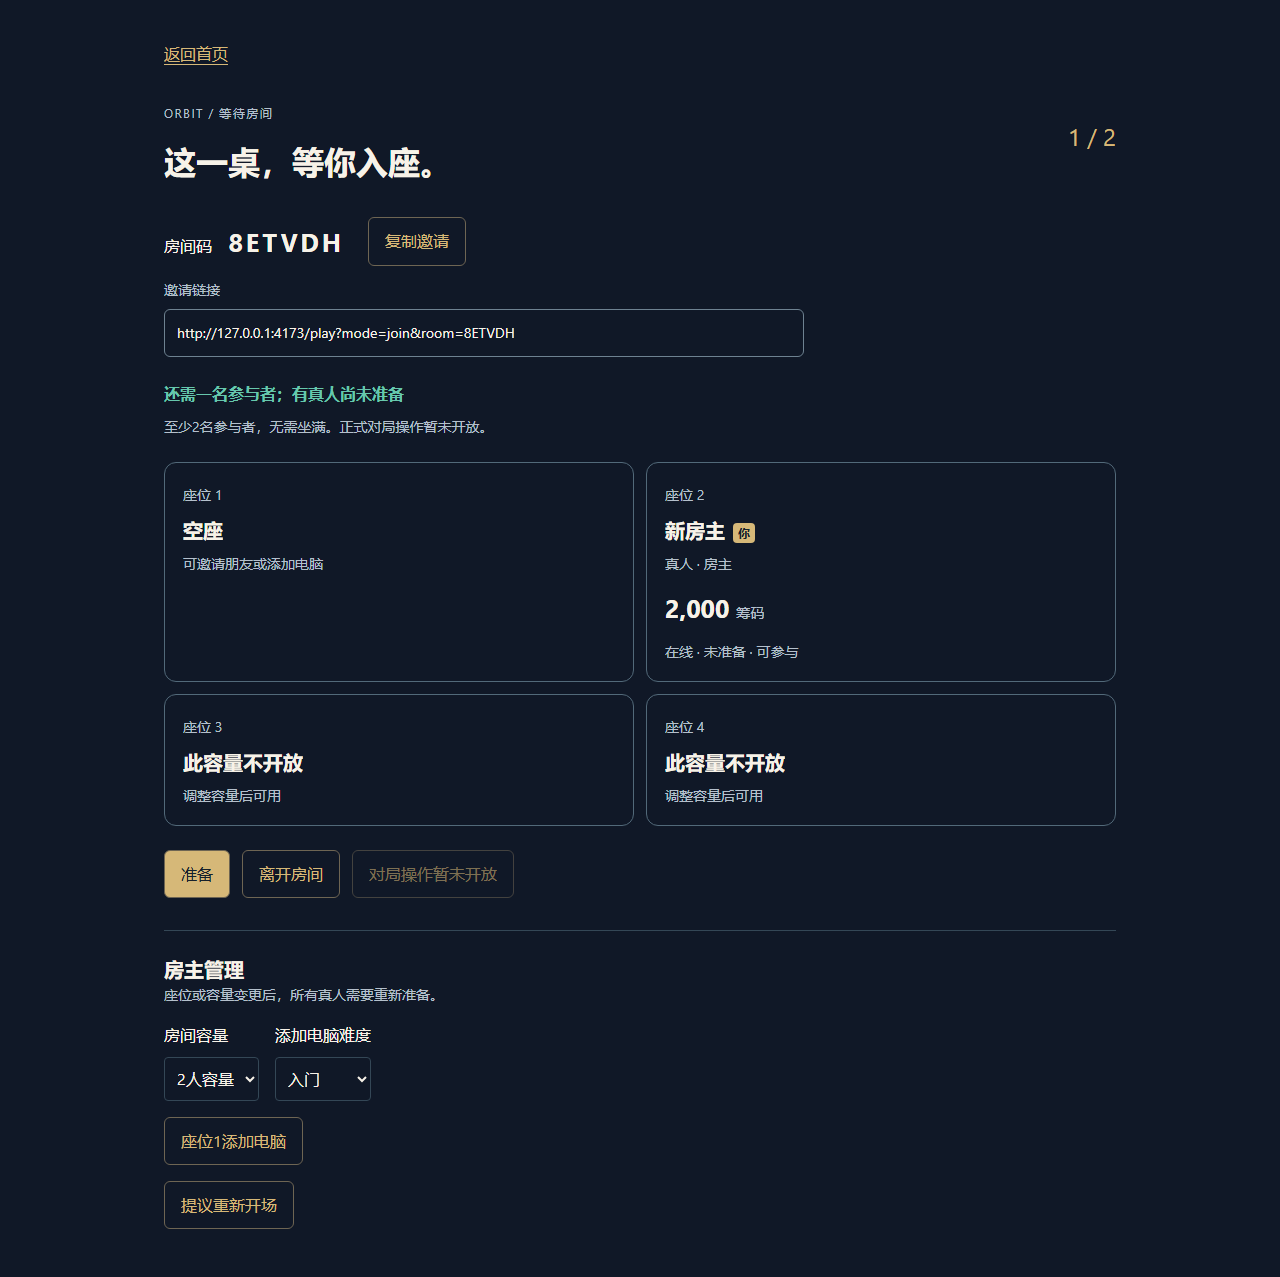 返回首页
ORBIT / 等待房间
这一桌，等你入座。
1 / 2
房间码 8ETVDH 复制邀请
邀请链接
http://127.0.0.1:4173/play?mode=join&room=8ETVDH
还需一名参与者；有真人尚未准备
至少2名参与者，无需坐满。正式对局操作暂未开放。
座位 1
空座
可邀请朋友或添加电脑
座位 2
新房主 你
真人 · 房主
2,000 筹码
在线 · 未准备 · 可参与
座位 3
此容量不开放
调整容量后可用
座位 4
此容量不开放
调整容量后可用
准备 离开房间 对局操作暂未开放
房主管理
座位或容量变更后，所有真人需要重新准备。
房间容量 添加电脑难度
2人容量 入门
座位1添加电脑
提议重新开场